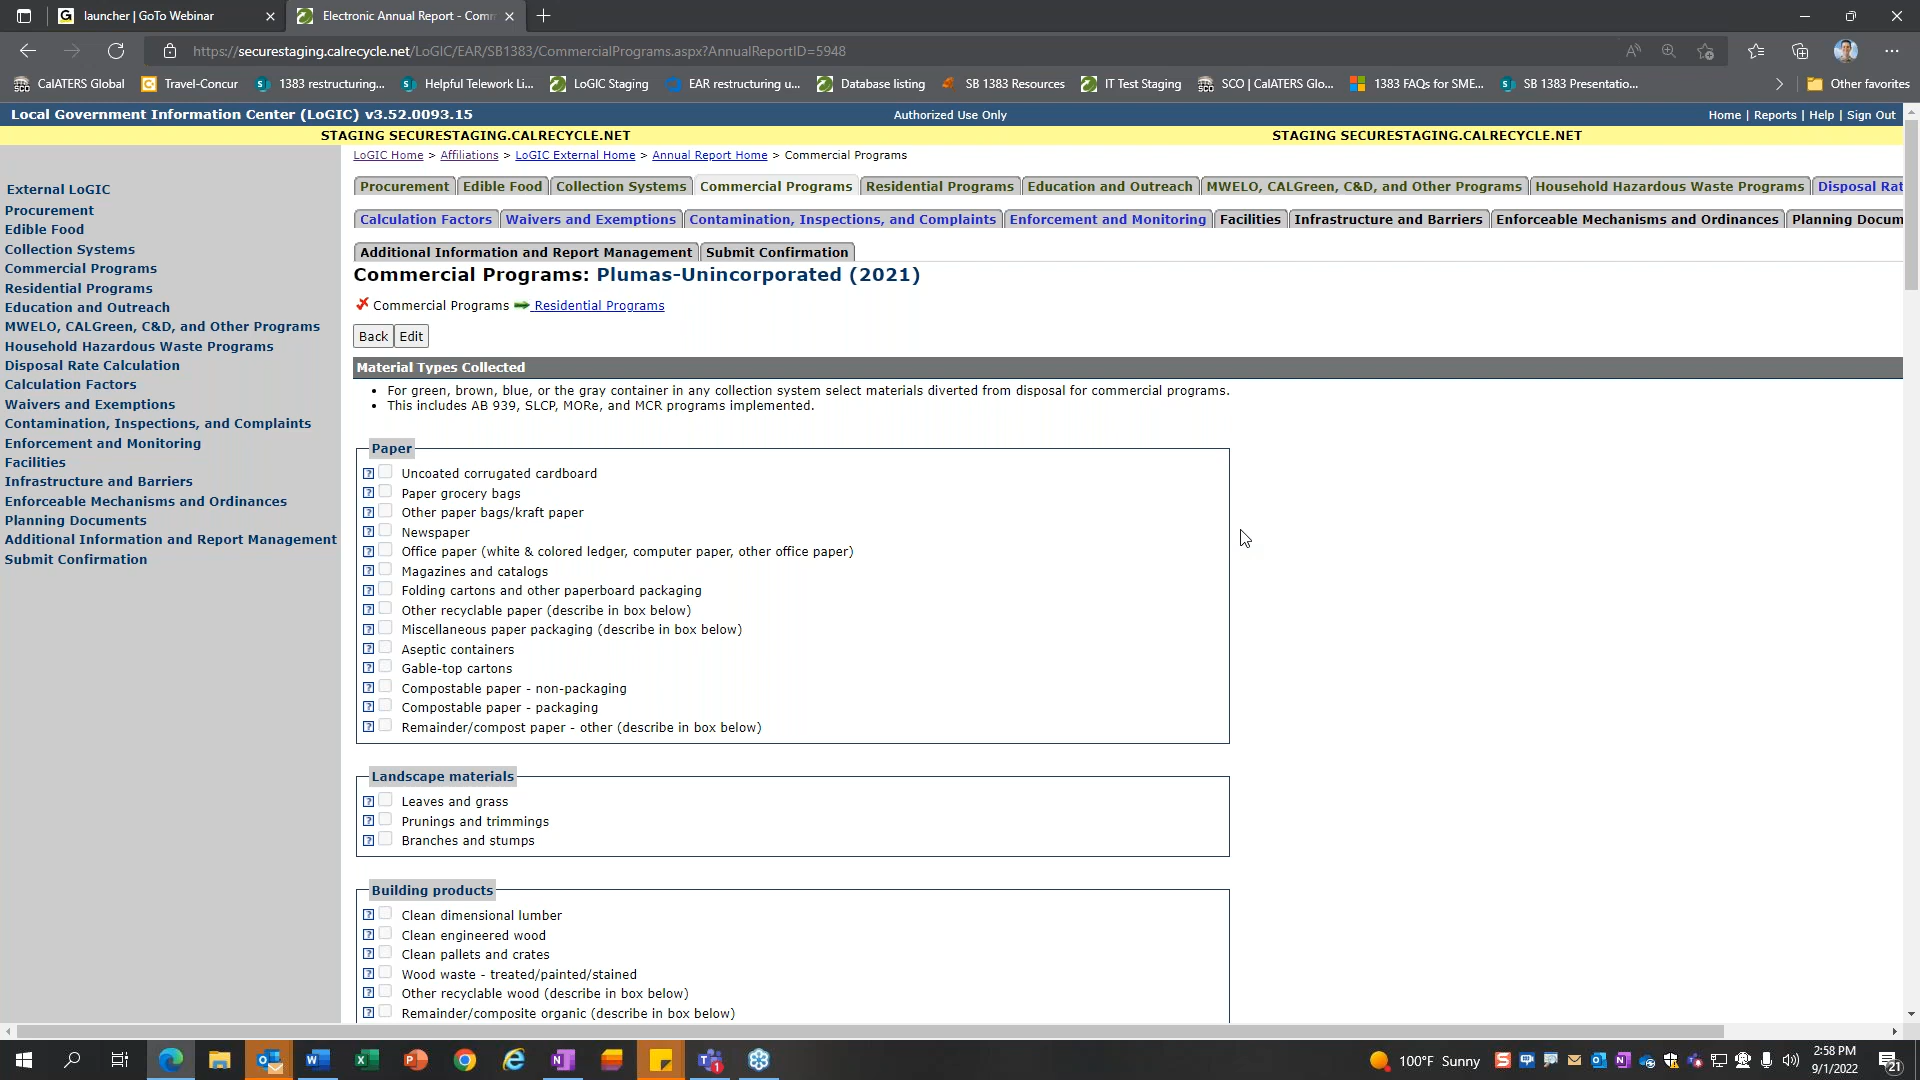 launcher | GoTo Webinar
Electronic Annual Report - Com
https://securestaging.calrecycle.net/LoGIC/EAR/SB1383/CommercialPrograms.aspx?AnnualReportID=5948
CalATERS Global
Travel-Concur
1383 restructuring...
Helpful Telework Li...
LoGIC Staging
EAR restructuring u...
Database listing
SB 1383 Resources
IT Test Staging
SCO | CalATERS Glo...
1383 FAQs for SME...
SB 1383 Presentatio...
Other favorites
Local Government Information Center (LoGIC) v3.52.0093.15
Authorized Use Only
Home | Reports | Help | Sign Out
STAGING SECURESTAGING.CALRECYCLE.NET
STAGING SECURESTAGING.CALRECYCLE.NET
External LoGIC
Procurement
Edible Food
Collection Systems
Commercial Programs
Residential Programs
Education and Outreach
MWELO, CALGreen, C&D, and Other Programs
Household Hazardous Waste Programs
Disposal Rate Calculation
Calculation Factors
Waivers and Exemptions
Contamination, Inspections, and Complaints
Enforcement and Monitoring
Facilities
Infrastructure and Barriers
Enforceable Mechanisms and Ordinances
Planning Documents
Additional Information and Report Management
Submit Confirmation
LoGIC Home > Affiliations > LoGIC External Home > Annual Report Home > Commercial Programs
Procurement
Edible Food
Collection Systems
Commercial Programs
Residential Programs
Education and Outreach
MWELO, CALGreen, C&D, and Other Programs
Household Hazardous Waste Programs
Disposal Rat
Calculation Factors
Waivers and Exemptions
Contamination, Inspections, and Complaints
Enforcement and Monitoring
Facilities
Infrastructure and Barriers
Enforceable Mechanisms and Ordinances
Planning Docum
Additional Information and Report Management
Submit Confirmation
Commercial Programs: Plumas-Unincorporated (2021)
Commercial Programs
Residential Programs
Back
Edit
Material Types Collected
• For green, brown, blue, or the gray container in any collection system select materials diverted from disposal for commercial programs.
• This includes AB 939, SLCP, MORe, and MCR programs implemented.
Paper
Uncoated corrugated cardboard
Paper grocery bags
Other paper bags/kraft paper
Newspaper
Office paper (white & colored ledger, computer paper, other office paper)
Magazines and catalogs
Folding cartons and other paperboard packaging
Other recyclable paper (describe in box below)
Miscellaneous paper packaging (describe in box below)
Aseptic containers
Gable-top cartons
Compostable paper - non-packaging
Compostable paper - packaging
Remainder/compost paper - other (describe in box below)
Landscape materials
Leaves and grass
Prunings and trimmings
Branches and stumps
Building products
Clean dimensional lumber
Clean engineered wood
Clean pallets and crates
Wood waste - treated/painted/stained
Other recyclable wood (describe in box below)
Remainder/composite organic (describe in box below)
100°F Sunny
2:58 PM
9/1/2022
21